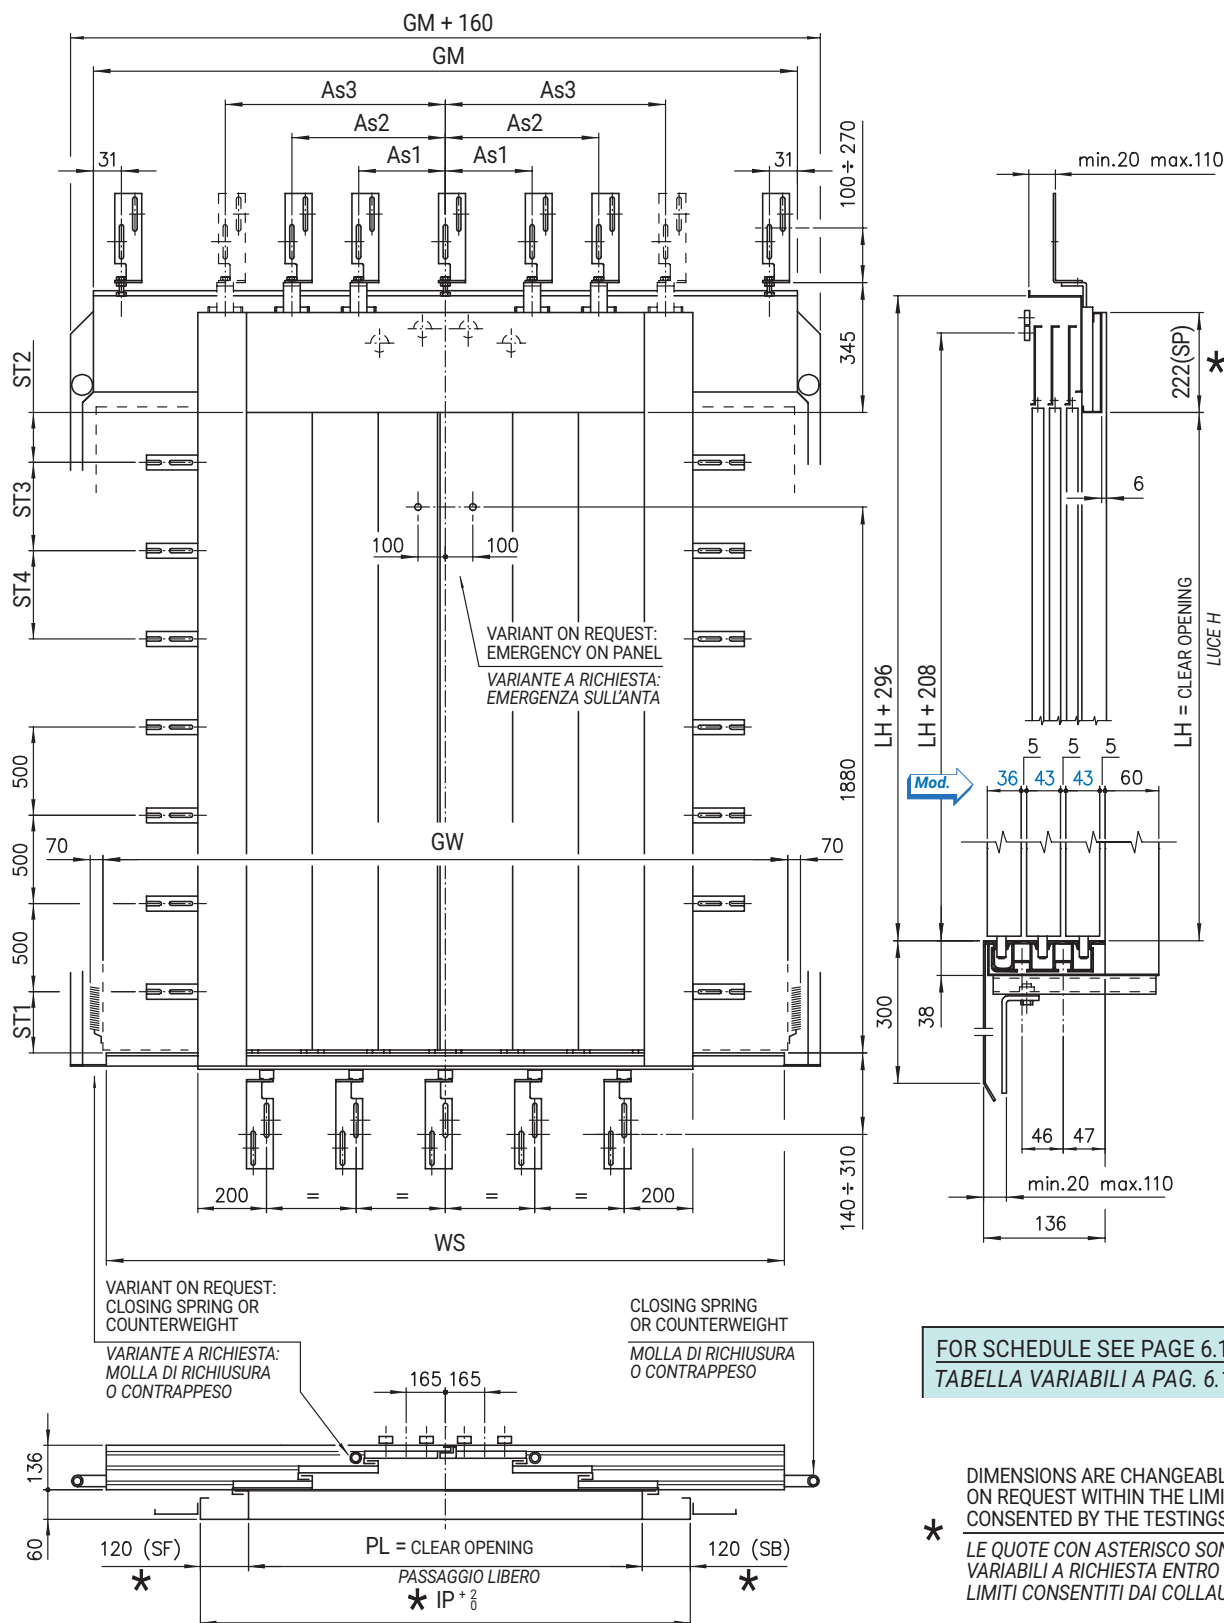 GM + 160
GM
As3
As3
As2
As2
As1
As1
31
31
100÷270
min.20 max.110
ST2
345
222(SP)
*
6
ST3
ST4
100
100
VARIANT ON REQUEST:
EMERGENCY ON PANEL
VARIANTE A RICHIESTA:
EMERGENZA SULL'ANTA
LH + 296
LH + 208
LH = CLEAR OPENING
LUCE H
1880
500
500
500
ST1
70
GW
70
Mod.
5
5
5
36
43
43
60
300
38
46
47
min.20 max.110
136
200
=
=
=
=
200
140÷310
WS
VARIANT ON REQUEST:
CLOSING SPRING OR
COUNTERWEIGHT
VARIANTE A RICHIESTA:
MOLLA DI RICHIUSURA
O CONTRAPPESO
CLOSING SPRING
OR COUNTERWEIGHT
MOLLA DI RICHIUSURA
O CONTRAPPESO
165
165
FOR SCHEDULE SEE PAGE 6.1
TABELLA VARIABILI A PAG. 6.1
136
60
120 (SF)
*
PL = CLEAR OPENING
PASSAGGIO LIBERO
120 (SB)
*
* IP +2 0
*
DIMENSIONS ARE CHANGEABL
ON REQUEST WITHIN THE LIMI
CONSENTED BY THE TESTINGS
LE QUOTE CON ASTERISCO SON
VARIABILI A RICHIESTA ENTRO
LIMITI CONSENTITI DAI COLLAU